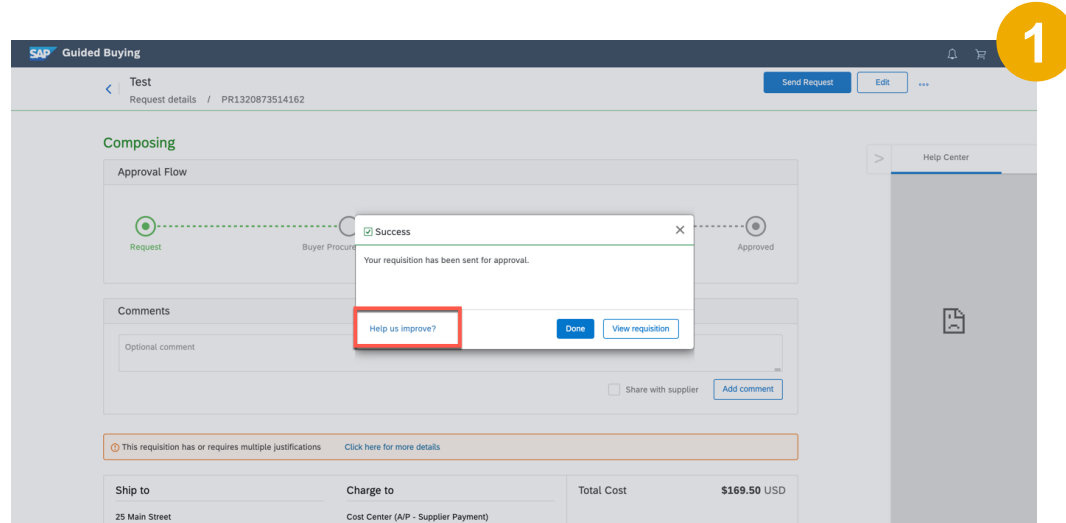 1
SAP Guided Buying
Test
Request details / PR1320873514162
Send Request
Edit
Composing
Approval Flow
Request
Buyer Procure
Approved
Success
Your requisition has been sent for approval.
Help us improve?
Done
View requisition
Comments
Optional comment
Share with supplier
Add comment
This requisition has or requires multiple justifications Click here for more details
Ship to
Charge to
Total Cost
$169.50 USD
25 Main Street
Cost Center (A/P - Supplier Payment)
> Help Center